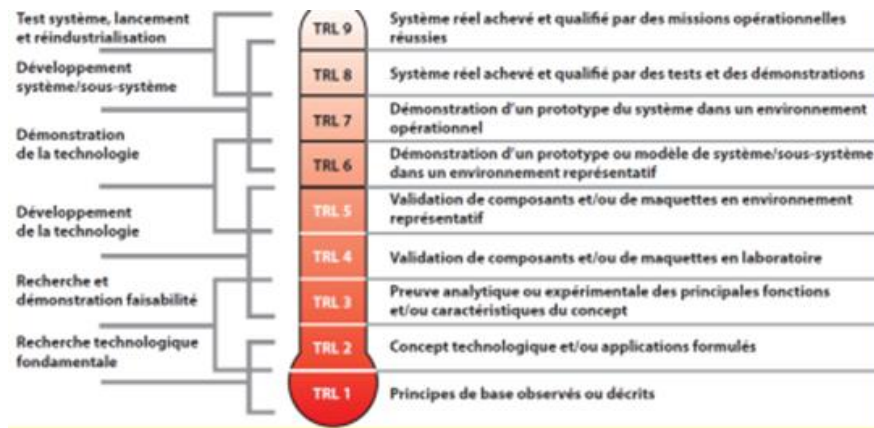 Test système, lancement
et réindustrialisation
Développement
système/sous-système
Démonstration
de la technologie
Développement
de la technologie
Recherche et
démonstration faisabilité
Recherche technologique
fondamentale
TRL 9
Système réel achevé et qualifié par des missions opérationnelles
réussies
TRL 8
Système réel achevé et qualifié par des tests et des démonstrations
TRL 7
Démonstration d'un prototype du système dans un environnement
opérationnel
TRL 6
Démonstration d'un prototype ou modèle de système/sous-système
dans un environnement représentatif
TRL 5
Validation de composants et/ou de maquettes en environnement
représentatif
TRL 4
Validation de composants et/ou de maquettes en laboratoire
TRL 3
Preuve analytique ou expérimentale des principales fonctions
et/ou caractéristiques du concept
TRL 2
Concept technologique et/ou applications formulés
TRL 1
Principes de base observés ou décrits